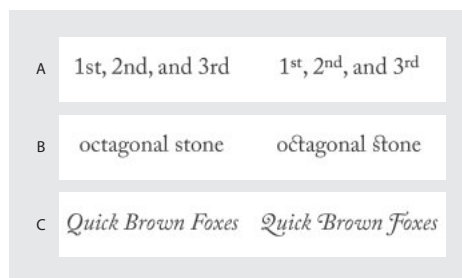 A 1st, 2nd, and 3rd 1st, 2nd, and 3rd
B octagonal stone octagonal stone
C Quick Brown Foxes Quick Brown Foxes